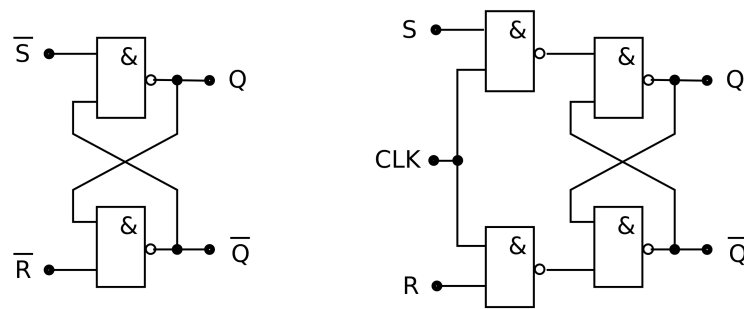 S̅ & Q
R̅ & Q̅
S & & Q
CLK
R & & Q̅